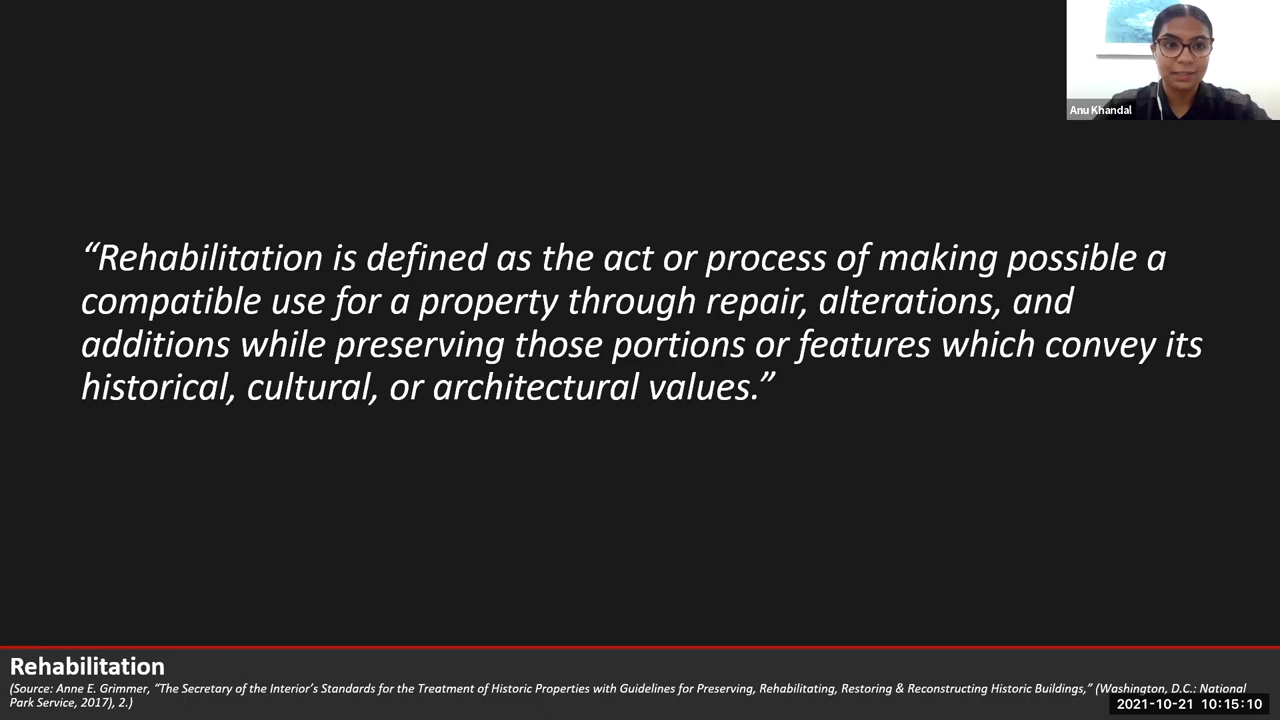 Anu Khandal
“Rehabilitation is defined as the act or process of making possible a
compatible use for a property through repair, alterations, and
additions while preserving those portions or features which convey its
historical, cultural, or architectural values.”
Rehabilitation
(Source: Anne E. Grimmer, “The Secretary of the Interior’s Standards for the Treatment of Historic Properties with Guidelines for Preserving, Rehabilitating, Restoring & Reconstructing Historic Buildings,” (Washington, D.C.: National
Park Service, 2017), 2.)
2021-10-21 10:15:10